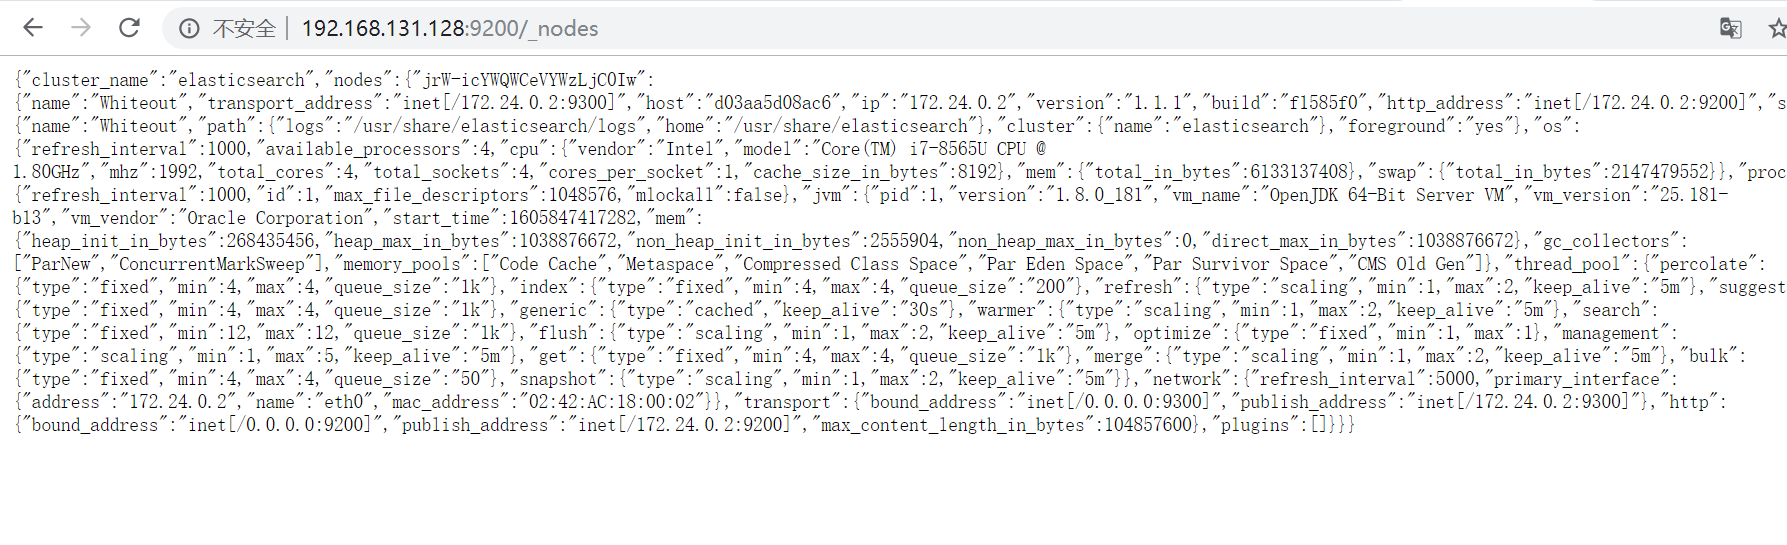 不安全 | 192.168.131.128:9200/_nodes
{"cluster_name":"elasticsearch","nodes":{"jrW-icYWQWCeVYWzLjC0Iw":
{"name":"Whiteout","transport_address":"inet[/172.24.0.2:9300]","host":"d03aa5d08ac6","ip":"172.24.0.2","version":"1.1.1","build":"f1585f0","http_address":"inet[/172.24.0.2:9200]","s
{"name":"Whiteout","path":{"logs":"/usr/share/elasticsearch/logs","home":"/usr/share/elasticsearch"},"cluster":{"name":"elasticsearch"},"foreground":"yes"},"os":
{"refresh_interval":1000,"available_processors":4,"cpu":{"vendor":"Intel","model":"Core(TM) i7-8565U CPU @
1.80GHz","mhz":1992,"total_cores":4,"total_sockets":4,"cores_per_socket":1,"cache_size_in_bytes":8192},"mem":{"total_in_bytes":6133137408},"swap":{"total_in_bytes":2147479552}},"proc
{"refresh_interval":1000,"id":1,"max_file_descriptors":1048576,"mlockall":false},"jvm":{"pid":1,"version":"1.8.0_181","vm_name":"OpenJDK 64-Bit Server VM","vm_version":"25.181-
b13","vm_vendor":"Oracle Corporation","start_time":1605847417282,"mem":
{"heap_init_in_bytes":268435456,"heap_max_in_bytes":1038876672,"non_heap_init_in_bytes":2555904,"non_heap_max_in_bytes":0,"direct_max_in_bytes":1038876672},"gc_collectors":
["ParNew","ConcurrentMarkSweep"],"memory_pools":["Code Cache","Metaspace","Compressed Class Space","Par Eden Space","Par Survivor Space","CMS Old Gen"]},"thread_pool":{"percolate":
{"type":"fixed","min":4,"max":4,"queue_size":"1k"},"index":{"type":"fixed","min":4,"max":4,"queue_size":"200"},"refresh":{"type":"scaling","min":1,"max":2,"keep_alive":"5m"},"suggest
{"type":"fixed","min":4,"max":4,"queue_size":"1k"},"generic":{"type":"cached","keep_alive":"30s"},"warmer":{"type":"scaling","min":1,"max":2,"keep_alive":"5m"},"search":
{"type":"fixed","min":12,"max":12,"queue_size":"1k"},"flush":{"type":"scaling","min":1,"max":2,"keep_alive":"5m"},"optimize":{"type":"fixed","min":1,"max":1},"management":
{"type":"scaling","min":1,"max":5,"keep_alive":"5m"},"get":{"type":"fixed","min":4,"max":4,"queue_size":"1k"},"merge":{"type":"scaling","min":1,"max":2,"keep_alive":"5m"},"bulk":
{"type":"fixed","min":4,"max":4,"queue_size":"50"},"snapshot":{"type":"scaling","min":1,"max":2,"keep_alive":"5m"}},"network":{"refresh_interval":5000,"primary_interface":
{"address":"172.24.0.2","name":"eth0","mac_address":"02:42:AC:18:00:02"}},"transport":{"bound_address":"inet[/0.0.0.0:9300]","publish_address":"inet[/172.24.0.2:9300]"},"http":
{"bound_address":"inet[/0.0.0.0:9200]","publish_address":"inet[/172.24.0.2:9200]","max_content_length_in_bytes":104857600},"plugins":[]}}}